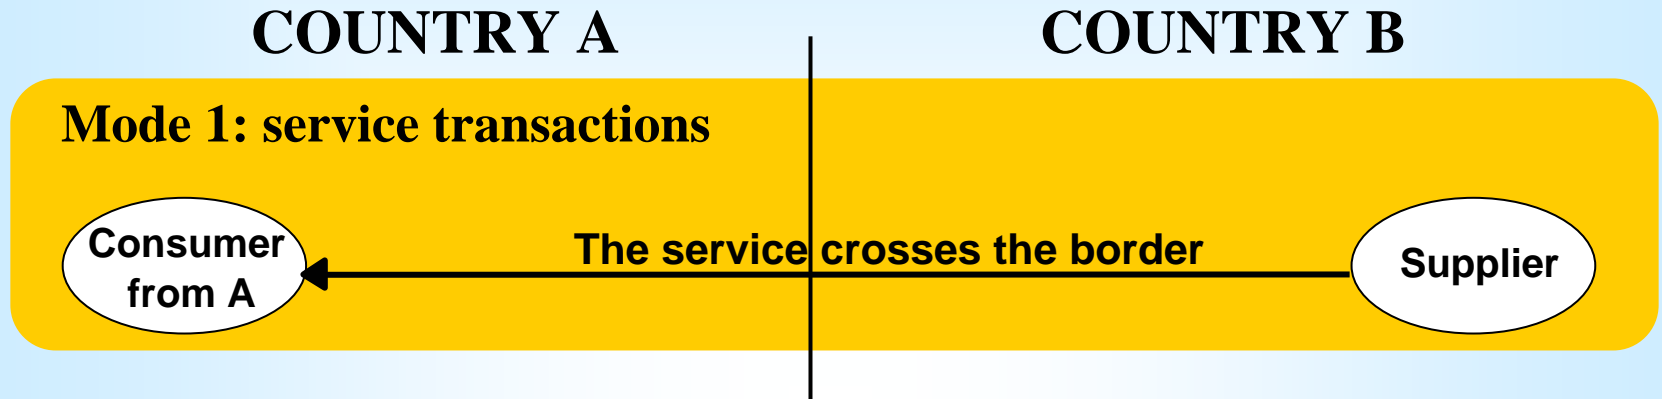 COUNTRY A
COUNTRY B
Mode 1: service transactions
Consumer
from A
The service crosses the border
Supplier